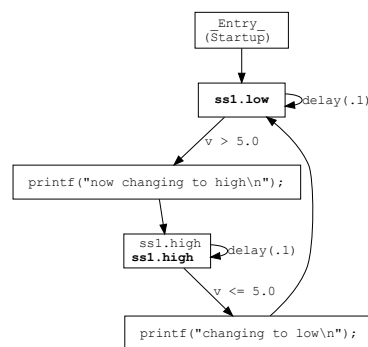 _Entry_
(Startup)
ss1.low
delay(.1)
v > 5.0
printf("now changing to high\n");
ss1.high
ss1.high
delay(.1)
v <= 5.0
printf("changing to low\n");